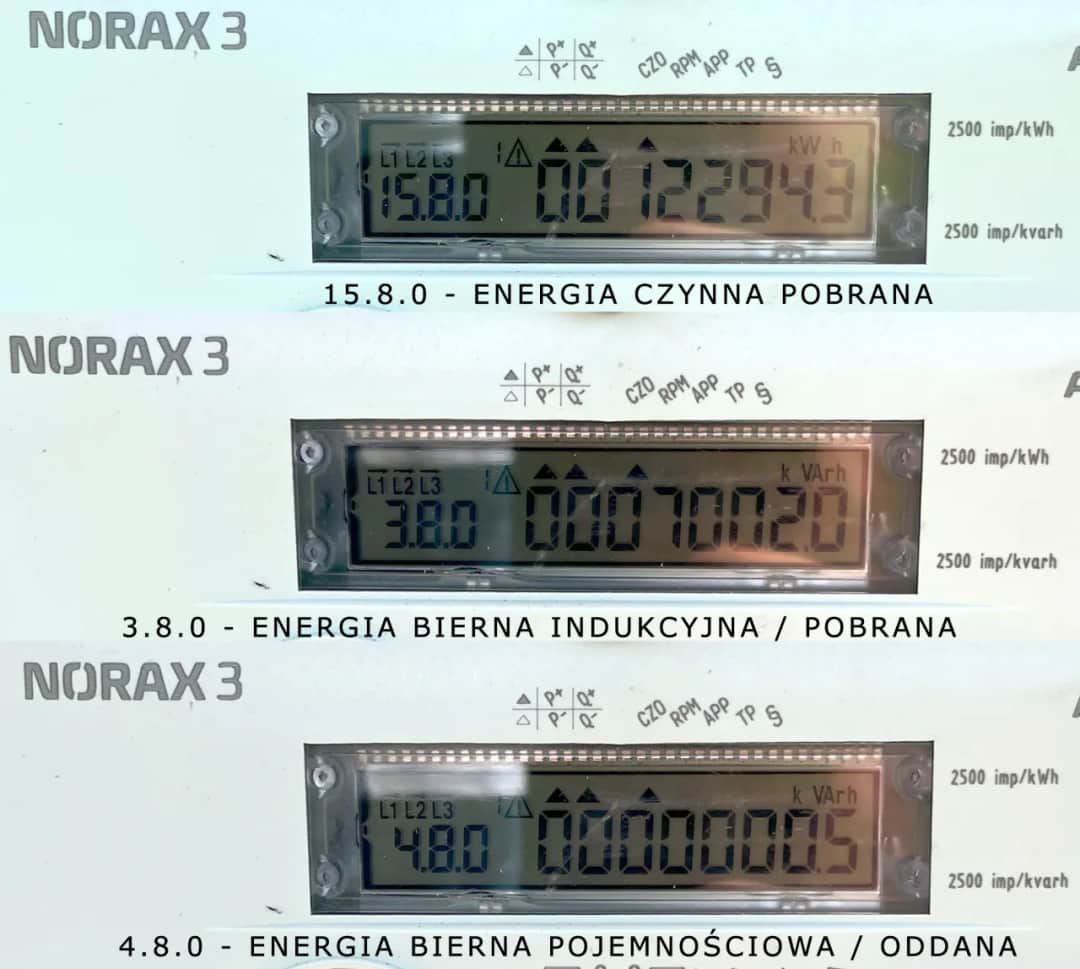 NORAX 3
P+ Q+
P- Q-
CZO RPM APP TP §
2500 imp/kWh
L1 L2 L3 kW h
15.8.0 0012294.3
2500 imp/kvarh
15.8.0 - ENERGIA CZYNNA POBRANA
NORAX 3
P+ Q+
P- Q-
CZO RPM APP TP §
2500 imp/kWh
L1 L2 L3 k VArh
3.8.0 0007002.0
2500 imp/kvarh
3.8.0 - ENERGIA BIERNA INDUKCYJNA / POBRANA
NORAX 3
P+ Q+
P- Q-
CZO RPM APP TP §
2500 imp/kWh
L1 L2 L3 k VArh
4.8.0 0000000.5
2500 imp/kvarh
4.8.0 - ENERGIA BIERNA POJEMNOŚCIOWA / ODDANA